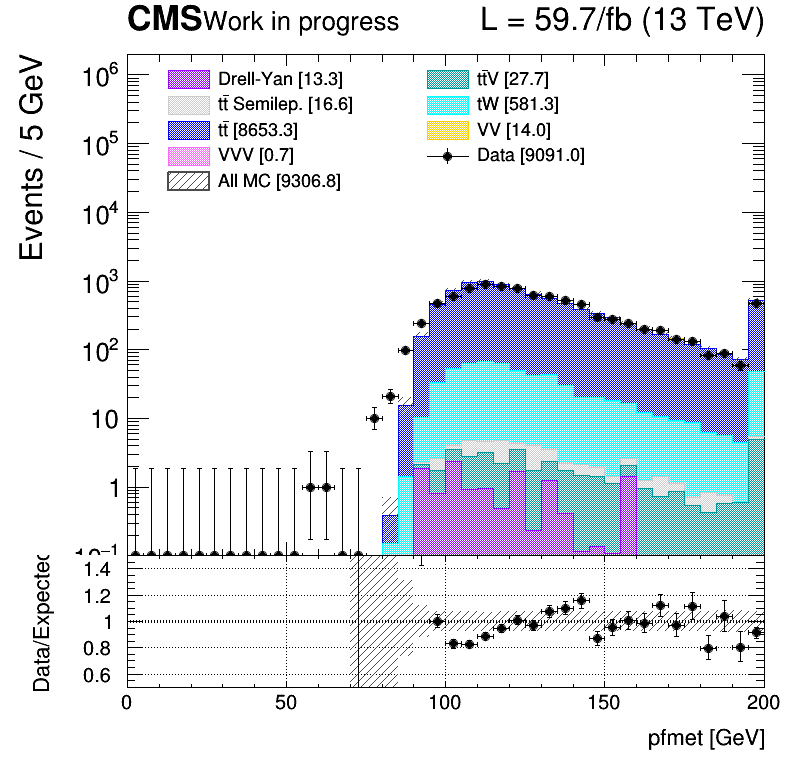 CMS Work in progress L = 59.7/fb (13 TeV)
Events / 5 GeV
10⁶
10⁵
10⁴
10³
10²
10
1
10⁻¹
Drell-Yan [13.3]
tt̄ Semilep. [16.6]
tt̄ [8653.3]
VVV [0.7]
All MC [9306.8]
tt̄V [27.7]
tW [581.3]
VV [14.0]
Data [9091.0]
Data/Expected
1.4
1.2
1
0.8
0.6
0 50 100 150 200
pfmet [GeV]